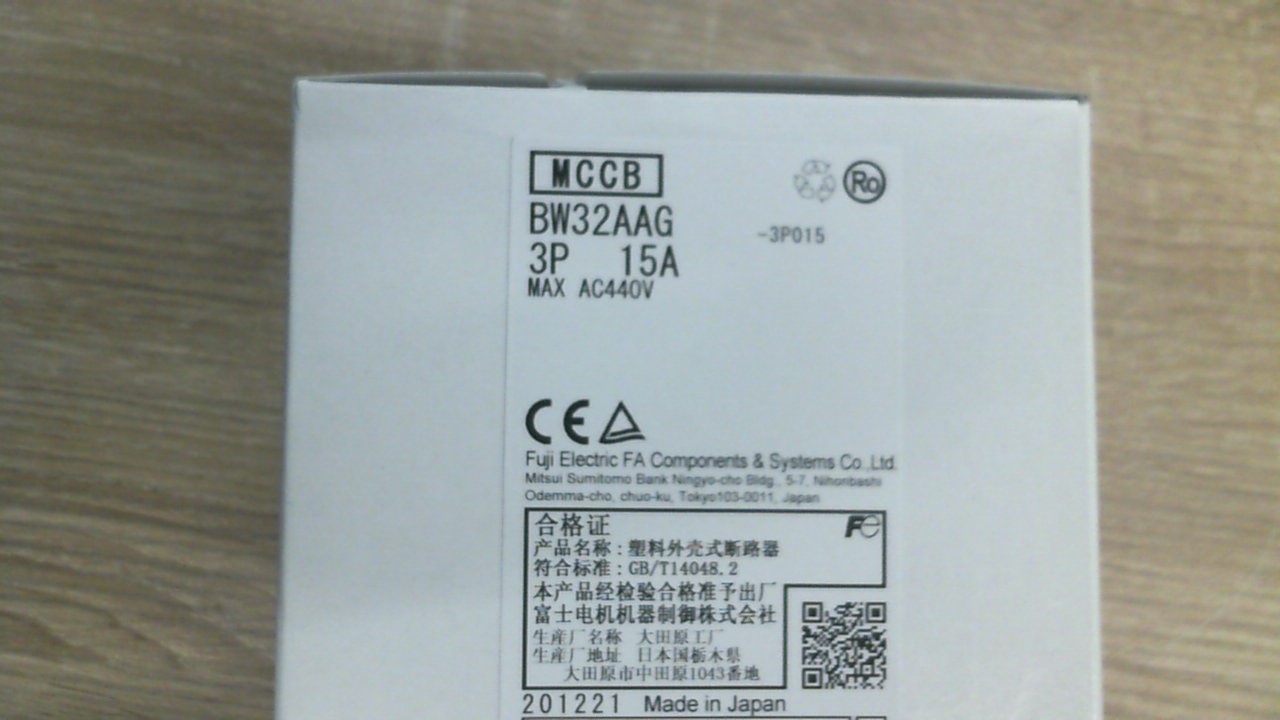 MCCB
Ro
BW32AAG
-3P015
3P 15A
MAX AC440V
CE
Fuji Electric FA Components & Systems Co.,Ltd.
Mitsui Sumitomo Bank Ningyo-cho Bldg., 5-7, Nihonbashi
Odemma-cho, chuo-ku, Tokyo103-0011, Japan
合格证
Fe
产品名称:塑料外壳式断路器
符合标准:GB/T14048.2
本产品经检验合格准予出厂
富士电机机器制御株式会社
生産厂名称 大田原工厂
生産厂地址 日本国栃木県
大田原市中田原1043番地
201221 Made in Japan